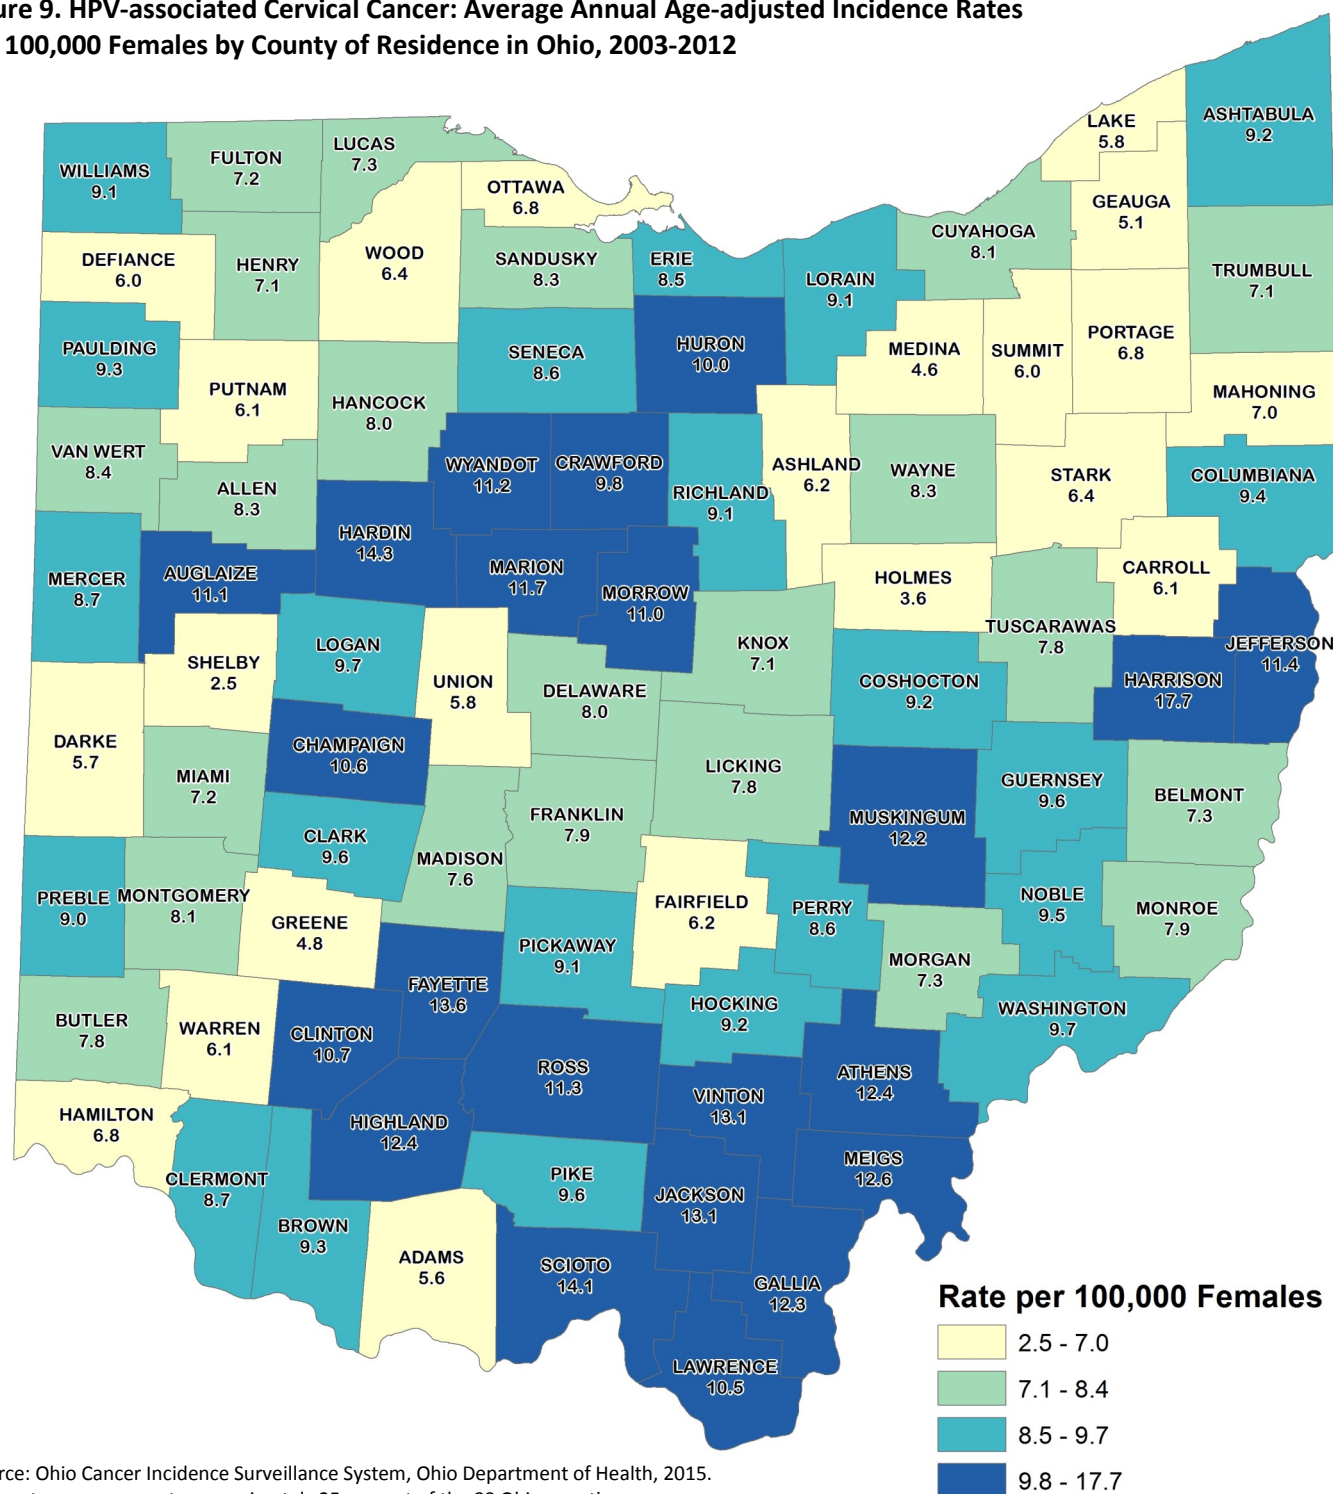 ure 9. HPV-associated Cervical Cancer: Average Annual Age-adjusted Incidence Rates
100,000 Females by County of Residence in Ohio, 2003-2012
ASHTABULA
9.2
LAKE
5.8
LUCAS
7.3
FULTON
7.2
WILLIAMS
9.1
OTTAWA
6.8
GEAUGA
5.1
CUYAHOGA
8.1
WOOD
6.4
DEFIANCE
6.0
HENRY
7.1
SANDUSKY
8.3
ERIE
8.5
LORAIN
9.1
TRUMBULL
7.1
PORTAGE
6.8
PAULDING
9.3
SENECA
8.6
HURON
10.0
MEDINA
4.6
SUMMIT
6.0
PUTNAM
6.1
HANCOCK
8.0
MAHONING
7.0
VAN WERT
8.4
WYANDOT
11.2
CRAWFORD
9.8
ASHLAND
6.2
WAYNE
8.3
STARK
6.4
COLUMBIANA
9.4
ALLEN
8.3
RICHLAND
9.1
HARDIN
14.3
MERCER
8.7
AUGLAIZE
11.1
MARION
11.7
MORROW
11.0
HOLMES
3.6
CARROLL
6.1
TUSCARAWAS
7.8
JEFFERSON
11.4
LOGAN
9.7
SHELBY
2.5
KNOX
7.1
UNION
5.8
DELAWARE
8.0
COSHOCTON
9.2
HARRISON
17.7
DARKE
5.7
CHAMPAIGN
10.6
MIAMI
7.2
LICKING
7.8
GUERNSEY
9.6
BELMONT
7.3
FRANKLIN
7.9
MUSKINGUM
12.2
CLARK
9.6
MADISON
7.6
PREBLE
9.0
MONTGOMERY
8.1
GREENE
4.8
FAIRFIELD
6.2
PERRY
8.6
NOBLE
9.5
MONROE
7.9
PICKAWAY
9.1
MORGAN
7.3
FAYETTE
13.6
HOCKING
9.2
WASHINGTON
9.7
BUTLER
7.8
WARREN
6.1
CLINTON
10.7
ROSS
11.3
ATHENS
12.4
VINTON
13.1
HAMILTON
6.8
HIGHLAND
12.4
MEIGS
12.6
CLERMONT
8.7
PIKE
9.6
JACKSON
13.1
BROWN
9.3
ADAMS
5.6
SCIOTO
14.1
GALLIA
12.3
LAWRENCE
10.5
Rate per 100,000 Females
2.5 - 7.0
7.1 - 8.4
8.5 - 9.7
9.8 - 17.7
rce: Ohio Cancer Incidence Surveillance System, Ohio Department of Health, 2015.